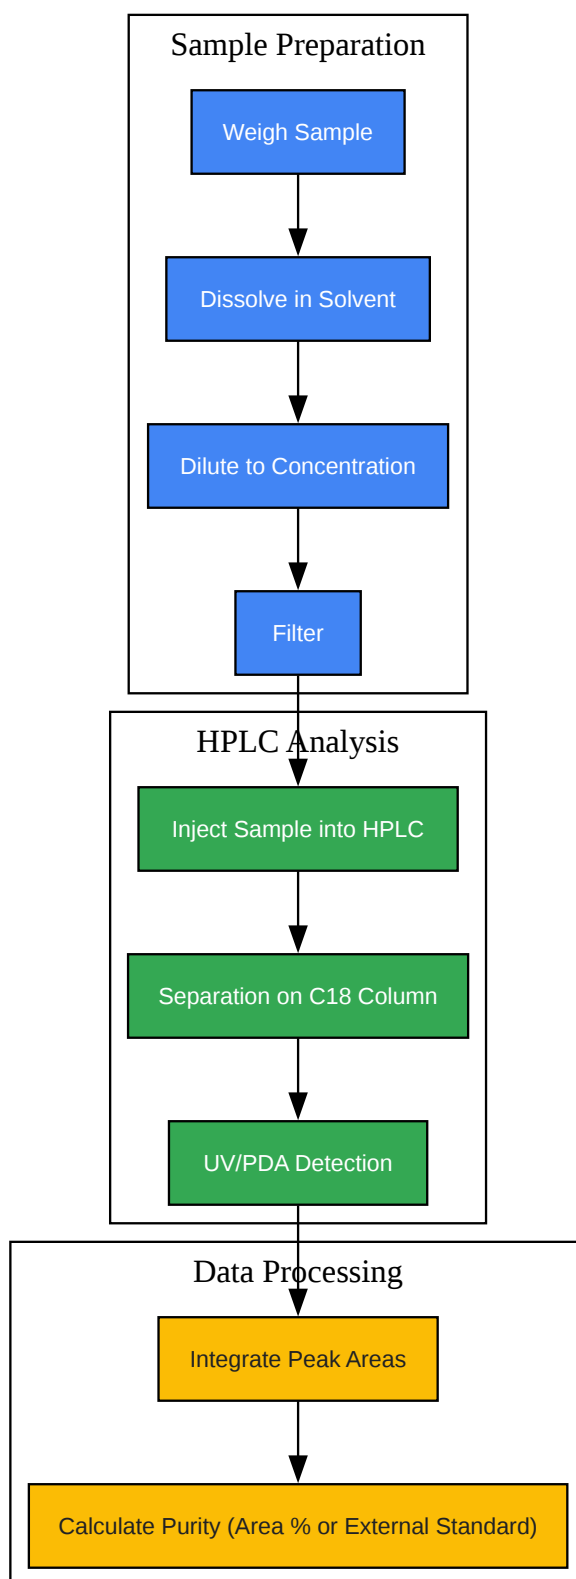 Sample Preparation
Weigh Sample
Dissolve in Solvent
Dilute to Concentration
Filter
HPLC Analysis
Inject Sample into HPLC
Separation on C18 Column
UV/PDA Detection
Data Processing
Integrate Peak Areas
Calculate Purity (Area % or External Standard)